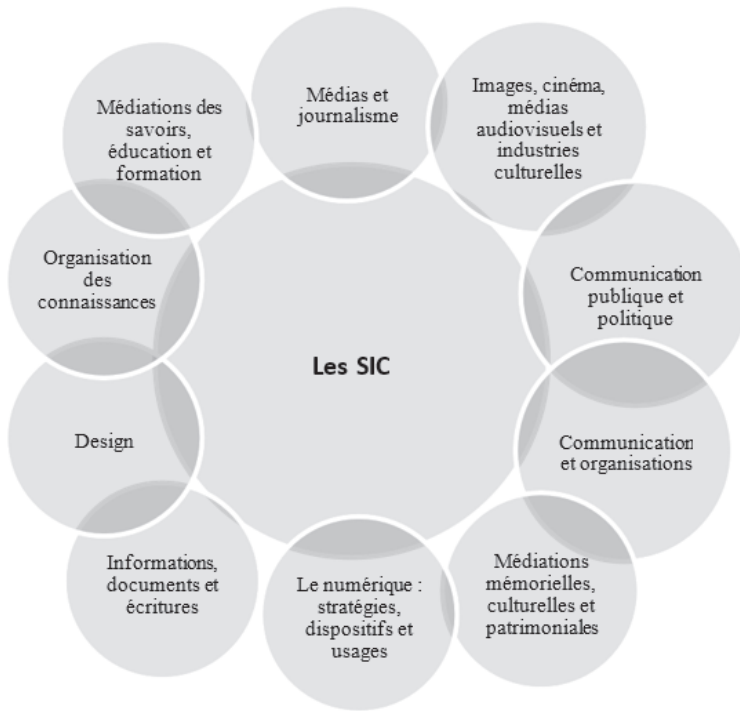 Médias et
journalisme
Images, cinéma,
médias
audiovisuels et
industries
culturelles
Communication
publique et
politique
Communication
et organisations
Médiations
mémorielles,
culturelles et
patrimoniales
Le numérique :
stratégies,
dispositifs et
usages
Informations,
documents et
écritures
Design
Organisation
des
connaissances
Médiations des
savoirs,
éducation et
formation
Les SIC